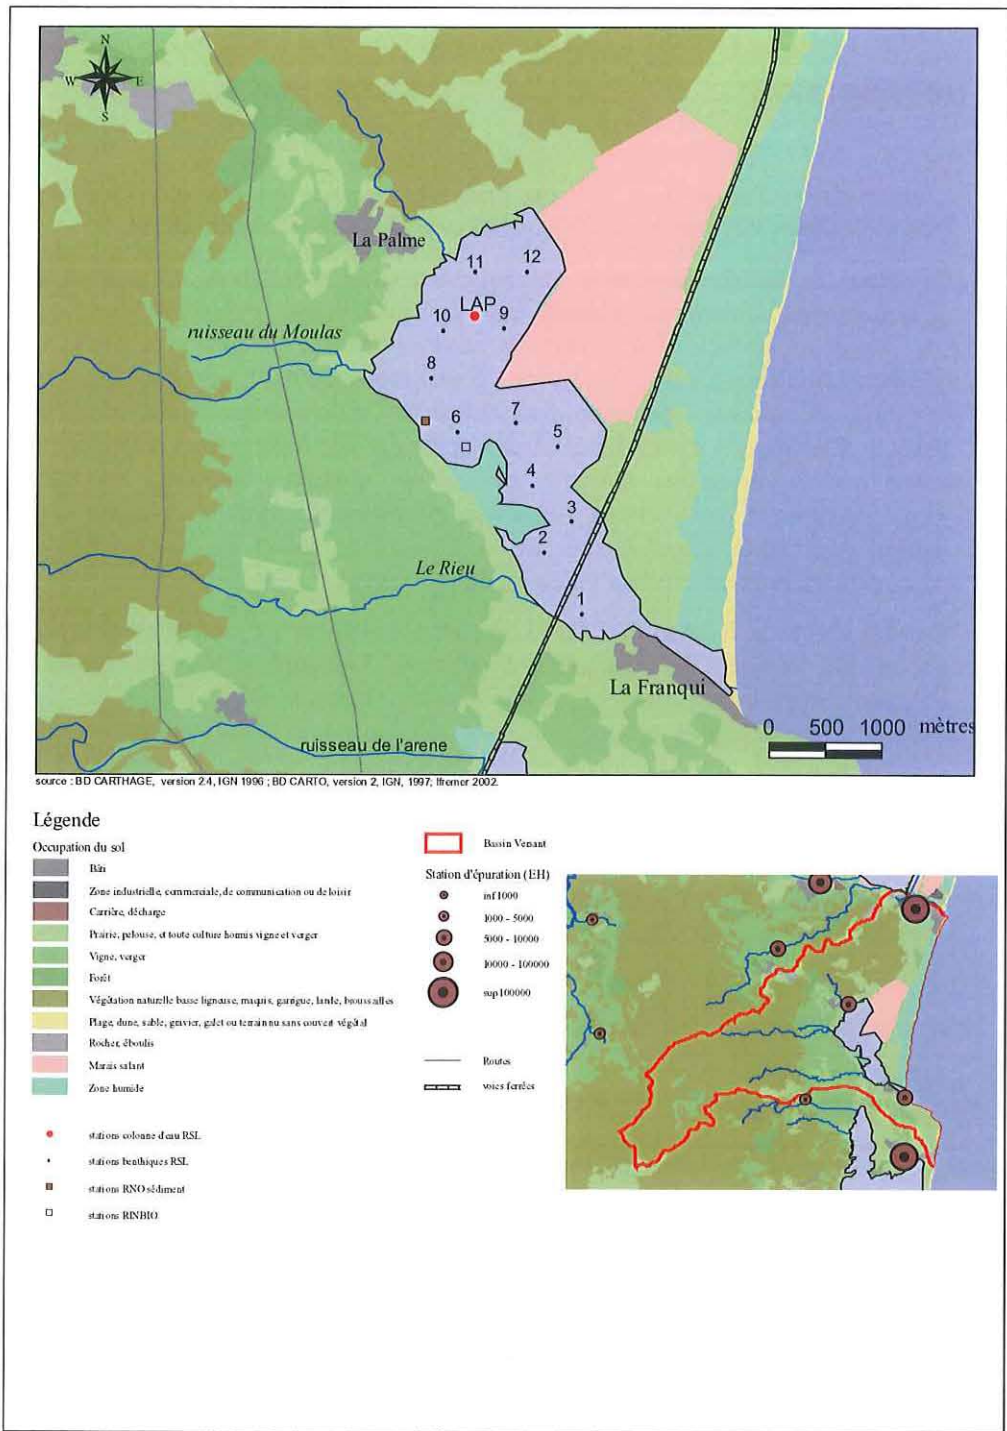 N
W E
S
La Palme
11
12
LAP
10
9
ruisseau du Moulas
8
7
6
5
4
3
2
Le Rieu
1
La Franqui
0 500 1000 mètres
ruisseau de l'arene
source : BD CARTHAGE, version 2.4, IGN 1996 ; BD CARTO, version 2, IGN, 1997; Ifremer 2002.
Légende
Occupation du sol
Bâti
Zone industrielle, commerciale, de communication ou de loisir
Carrière, décharge
Prairie, pelouse, et toute culture hormis vigne et verger
Vigne, verger
Forêt
Végétation naturelle basse ligneuse, maquis, garrigue, lande, broussailles
Plage, dune, sable, gravier, galet ou terrain nu sans couvert végétal
Rocher, éboulis
Marais salant
Zone humide
stations colonne d'eau RSL
stations benthiques RSL
stations RNO sédiment
stations RINBIO
Bassin Versant
Station d'épuration (EH)
inf 1000
1000 - 5000
5000 - 10000
10000 - 100000
sup 100000
Routes
voies ferrées